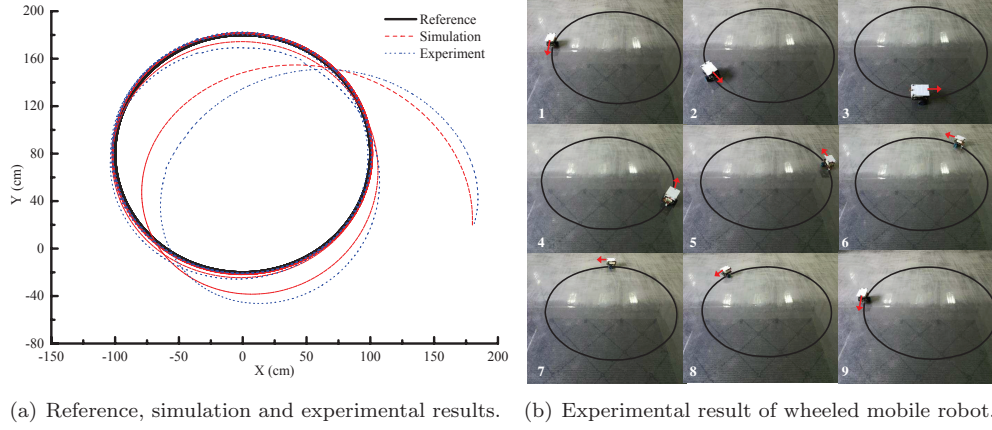 200
180
160
120
80
40
0
-40
-80
Y (cm)
-150 -100 -50 0 50 100 150 200
X (cm)
Reference
Simulation
Experiment
1
2
3
4
5
6
7
8
9
(a) Reference, simulation and experimental results.
(b) Experimental result of wheeled mobile robot.